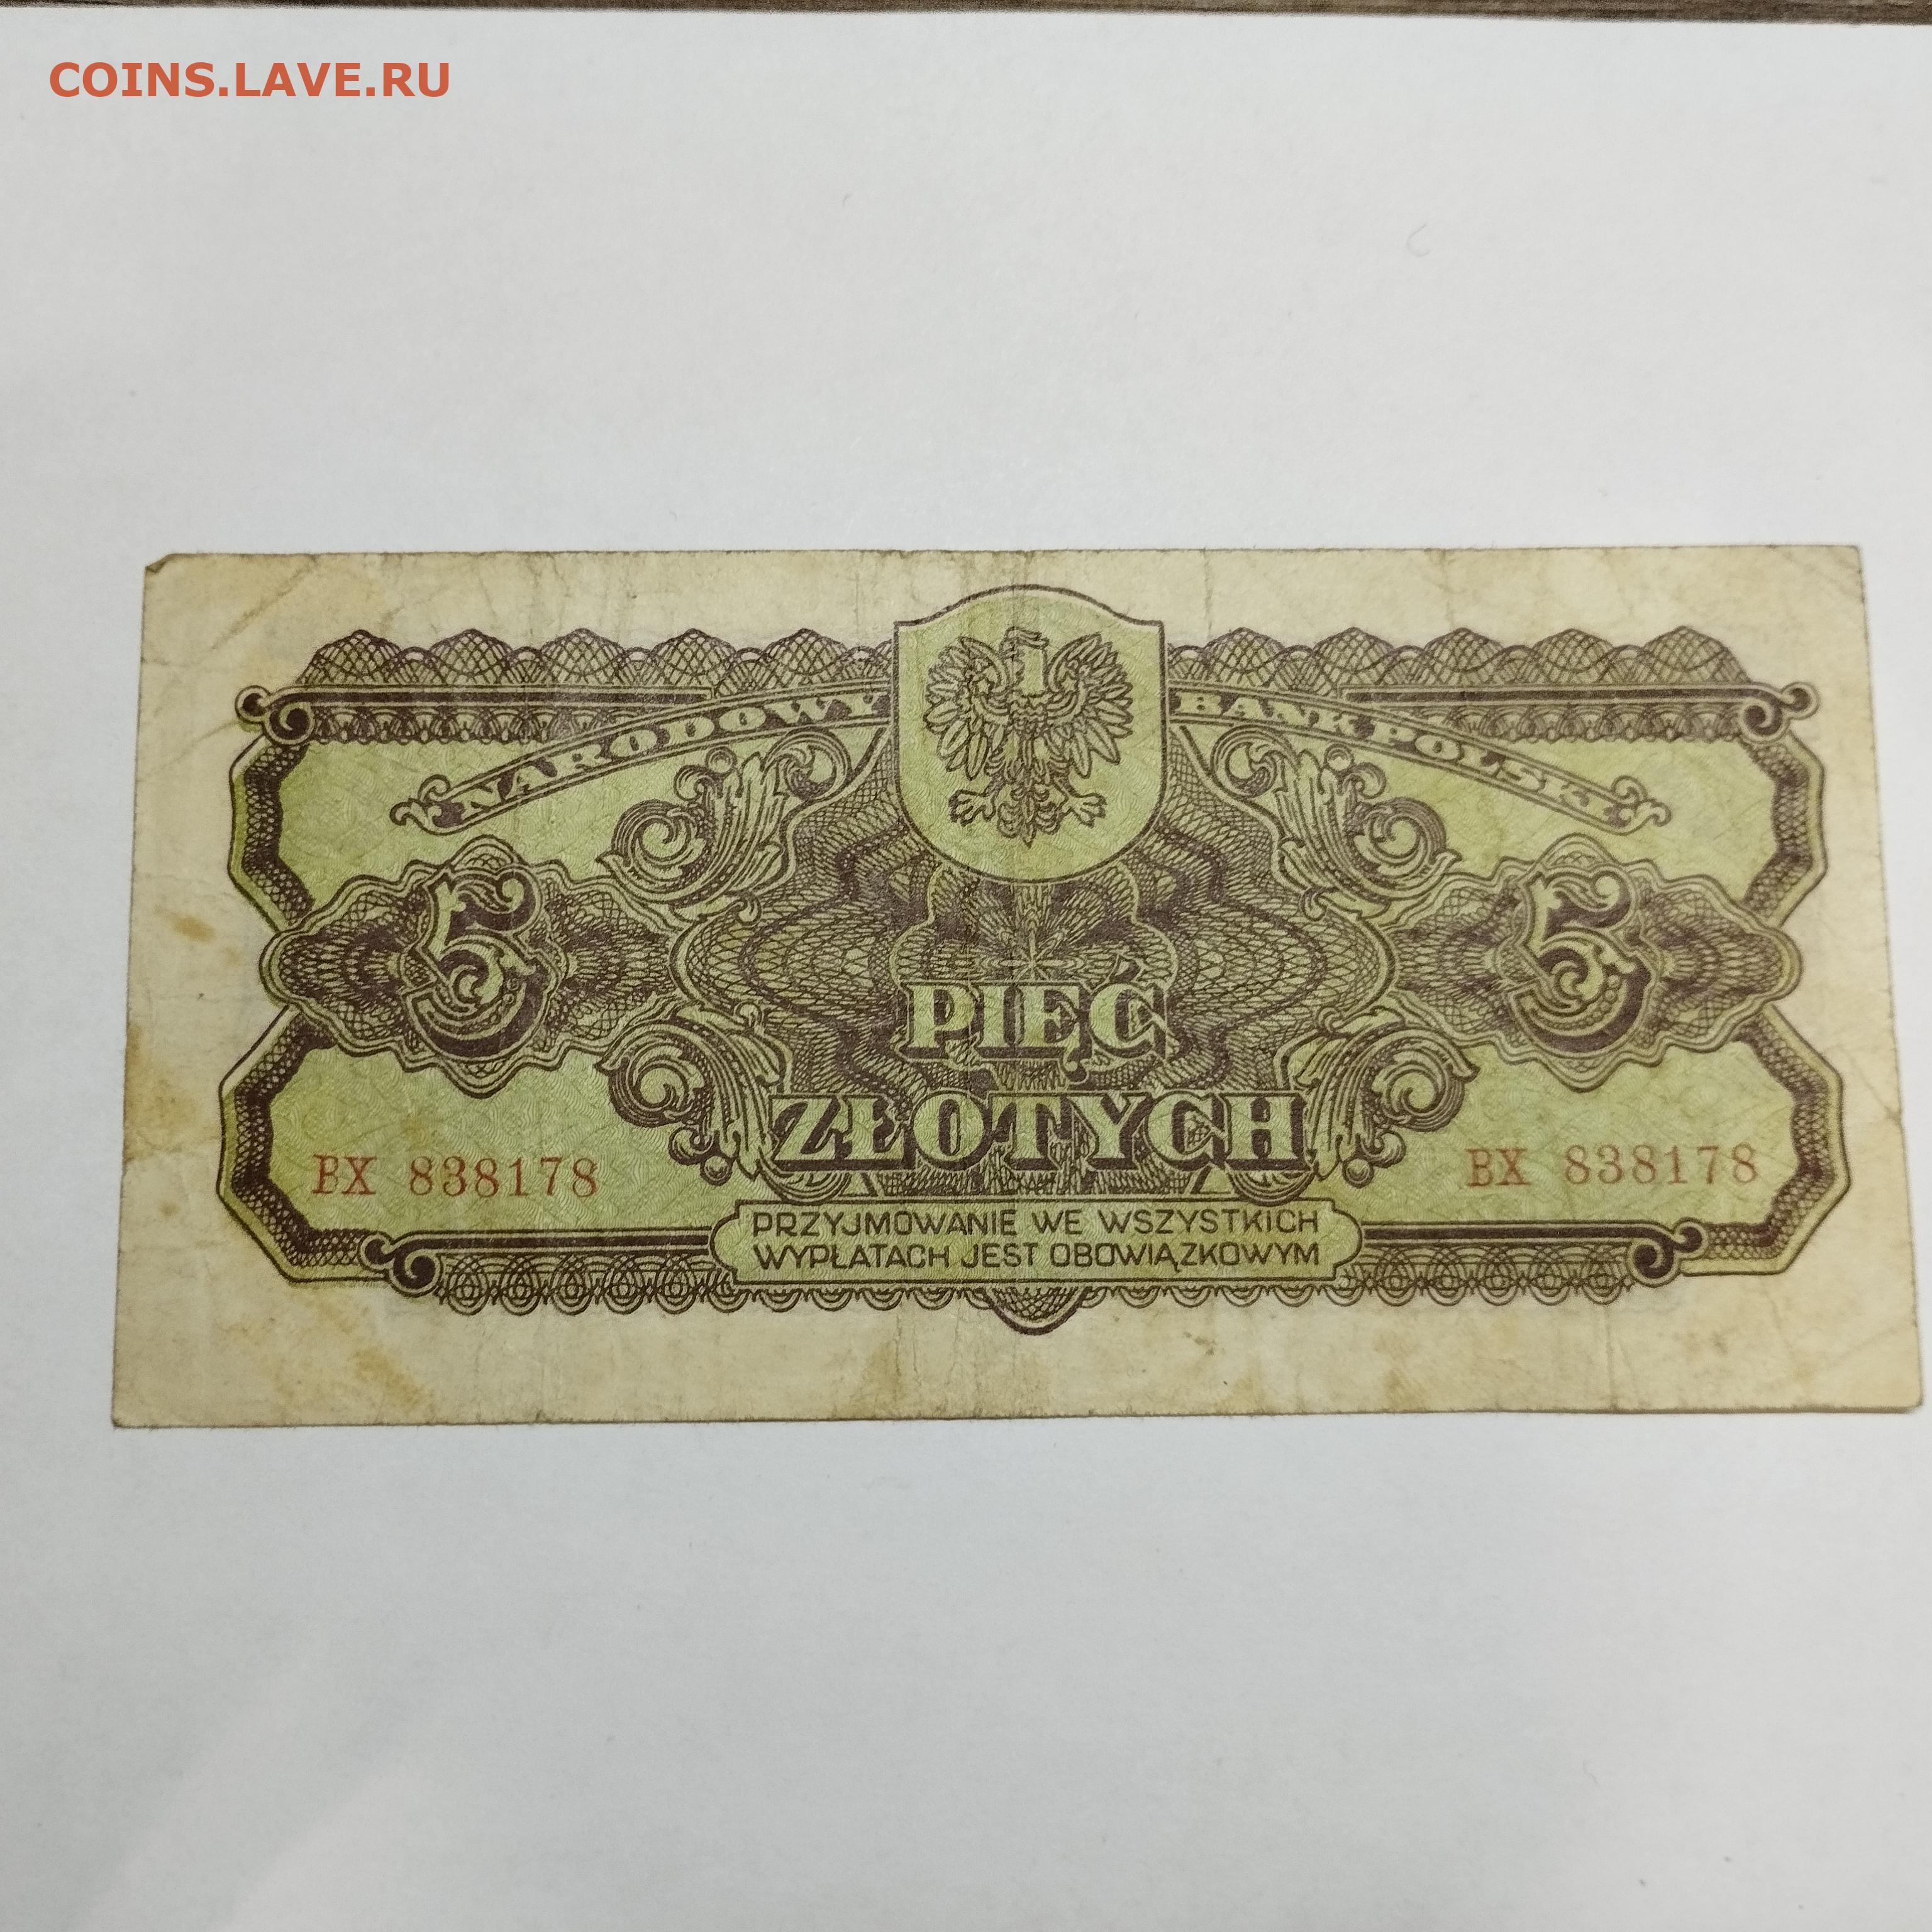 COINS.LAVE.RU
NARODOWY BANK POLSKI
5 5
PIĘĆ
ZŁOTYCH
BX 838178 BX 838178
PRZYJMOWANIE WE WSZYSTKICH
WYPŁATACH JEST OBOWIĄZKOWYM